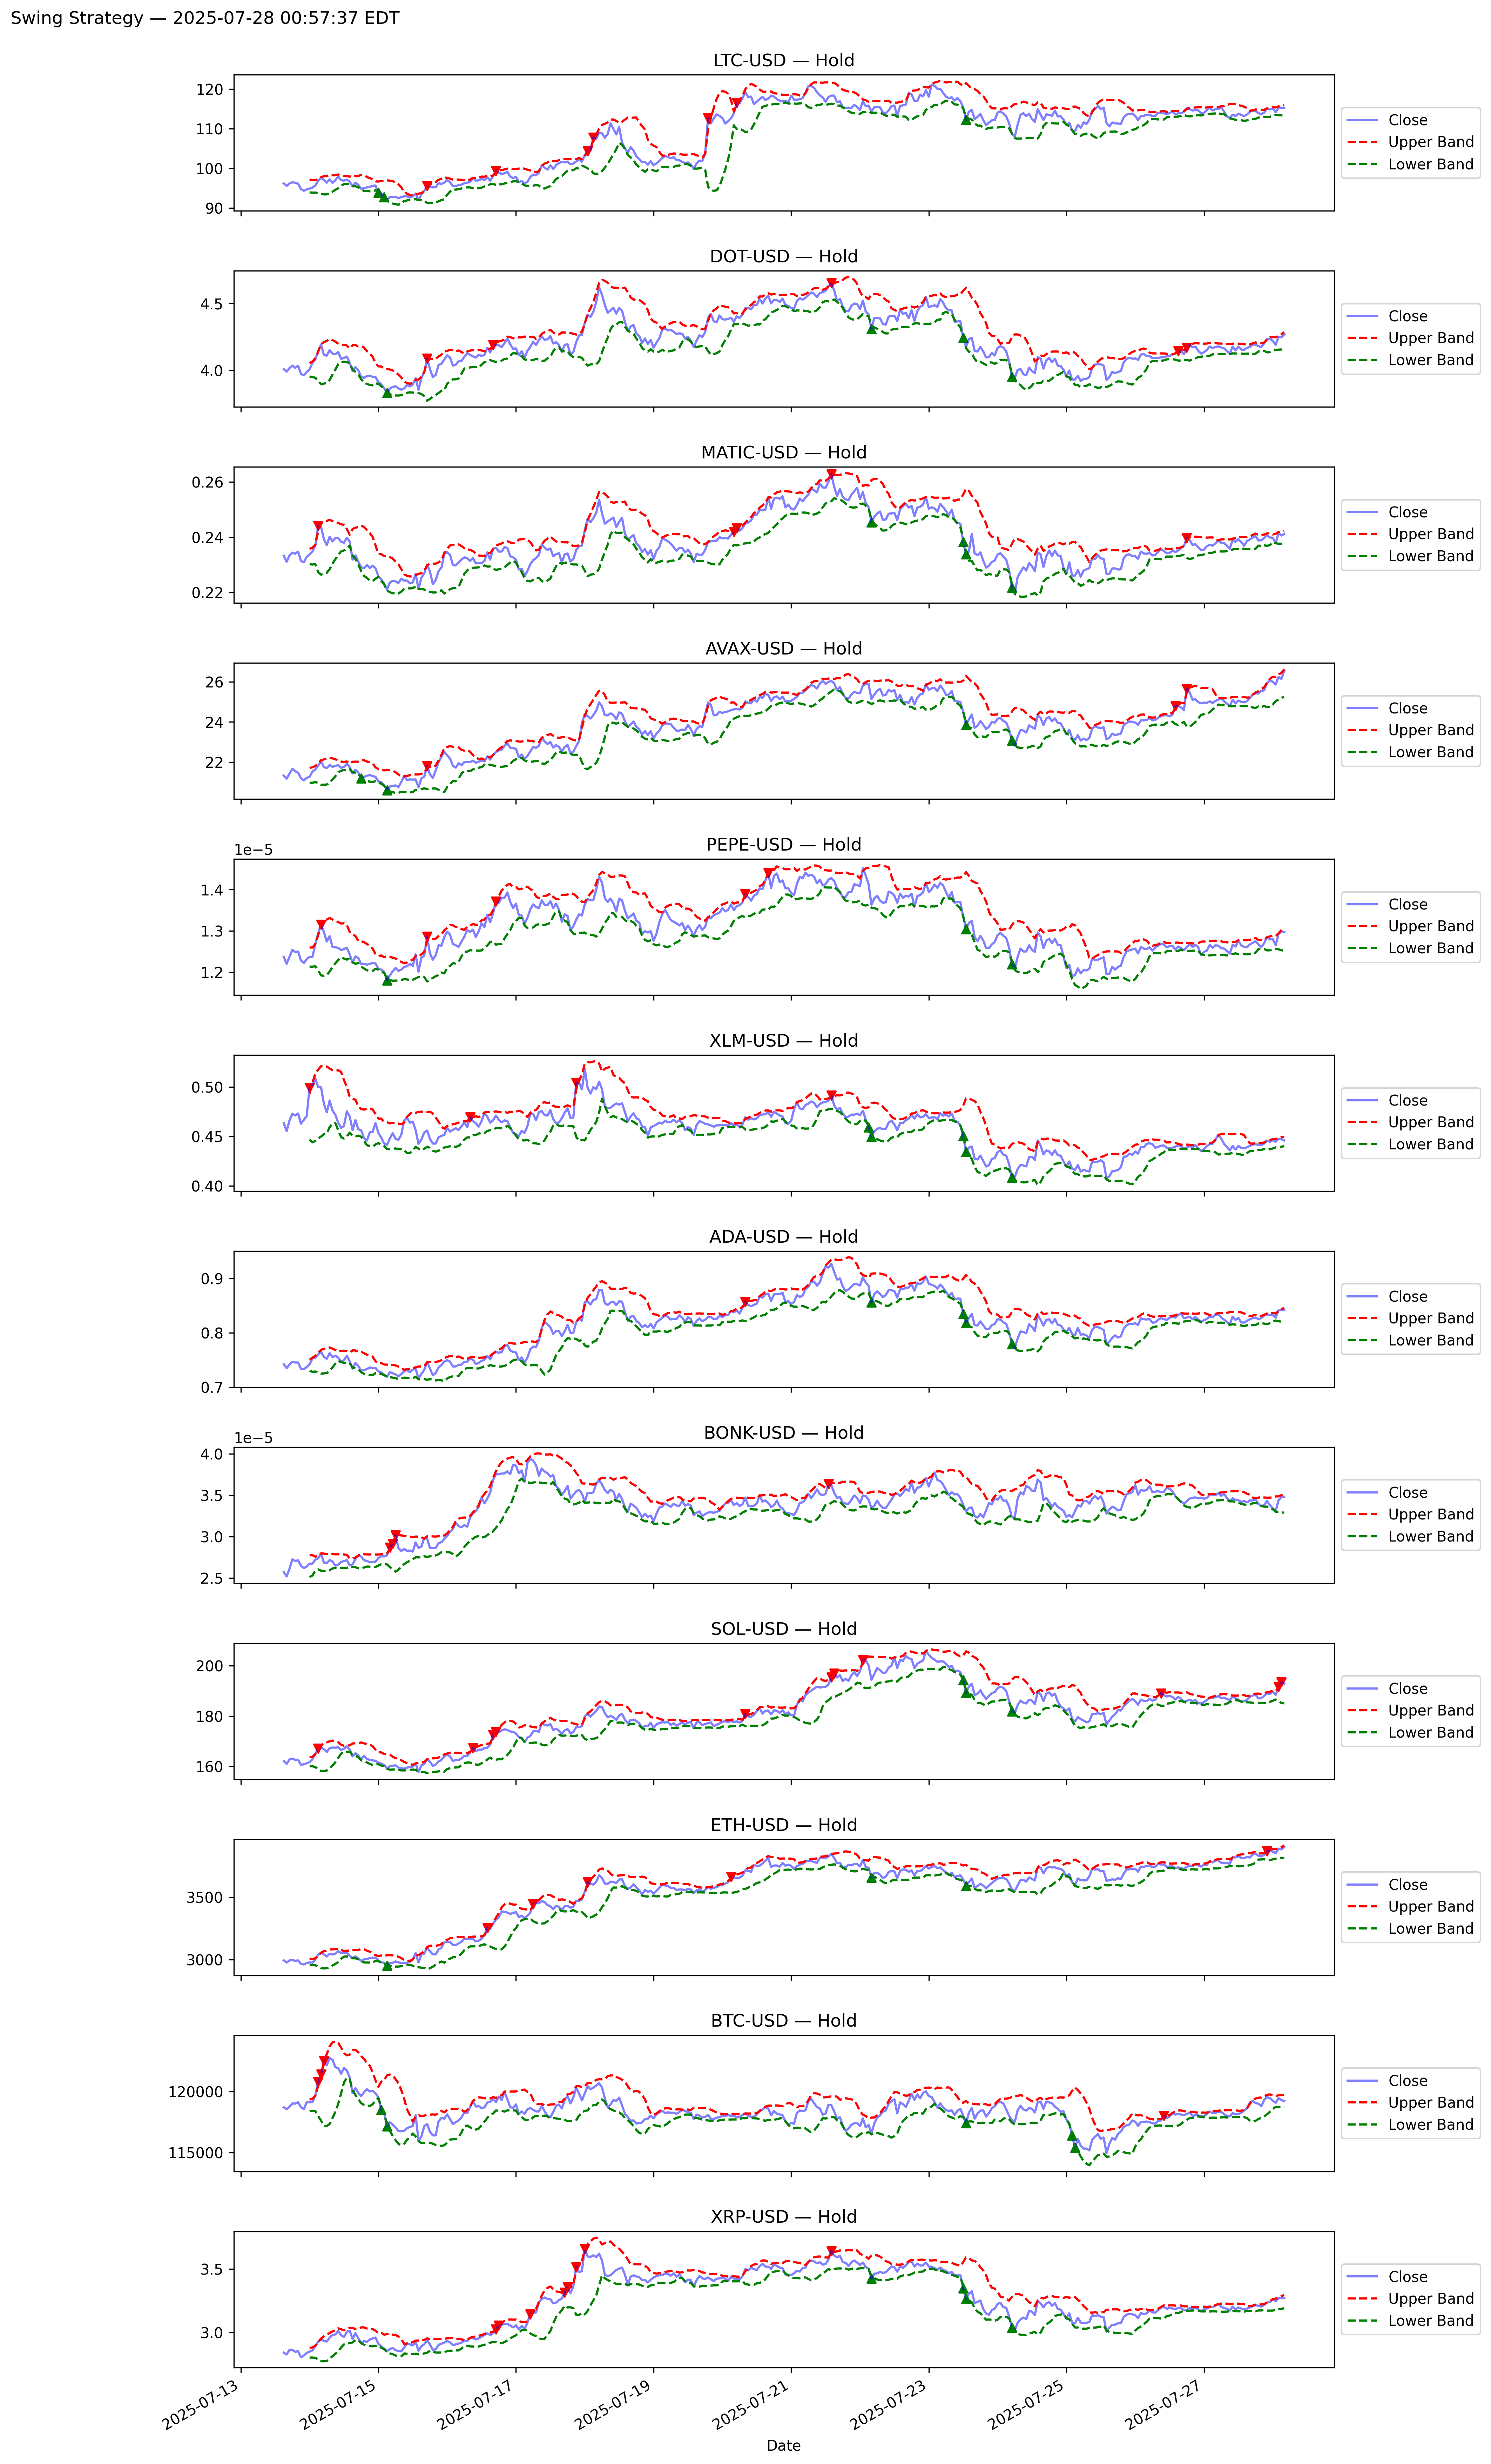 Swing Strategy — 2025-07-28 00:57:37 EDT
LTC-USD — Hold
120
110
100
90
Close
Upper Band
Lower Band
DOT-USD — Hold
4.5
4.0
Close
Upper Band
Lower Band
MATIC-USD — Hold
0.26
0.24
0.22
Close
Upper Band
Lower Band
AVAX-USD — Hold
26
24
22
Close
Upper Band
Lower Band
PEPE-USD — Hold
1e−5
1.4
1.3
1.2
Close
Upper Band
Lower Band
XLM-USD — Hold
0.50
0.45
0.40
Close
Upper Band
Lower Band
ADA-USD — Hold
0.9
0.8
0.7
Close
Upper Band
Lower Band
BONK-USD — Hold
1e−5
4.0
3.5
3.0
2.5
Close
Upper Band
Lower Band
SOL-USD — Hold
200
180
160
Close
Upper Band
Lower Band
ETH-USD — Hold
3500
3000
Close
Upper Band
Lower Band
BTC-USD — Hold
120000
115000
Close
Upper Band
Lower Band
XRP-USD — Hold
3.5
3.0
Close
Upper Band
Lower Band
2025-07-13
2025-07-15
2025-07-17
2025-07-19
2025-07-21
2025-07-23
2025-07-25
2025-07-27
Date